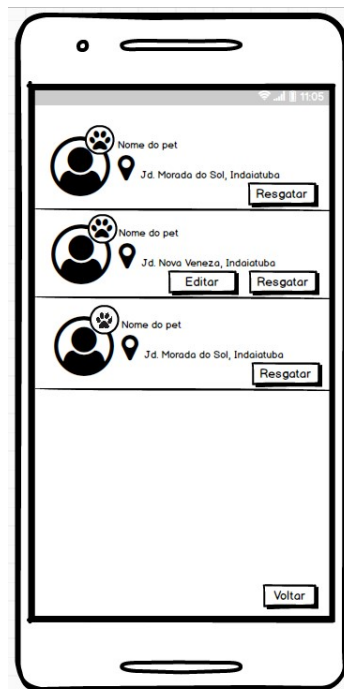 11:05
Nome do pet
Jd. Morada do Sol, Indaiatuba
Resgatar
Nome do pet
Jd. Nova Veneza, Indaiatuba
Editar Resgatar
Nome do pet
Jd. Morada do Sol, Indaiatuba
Resgatar
Voltar